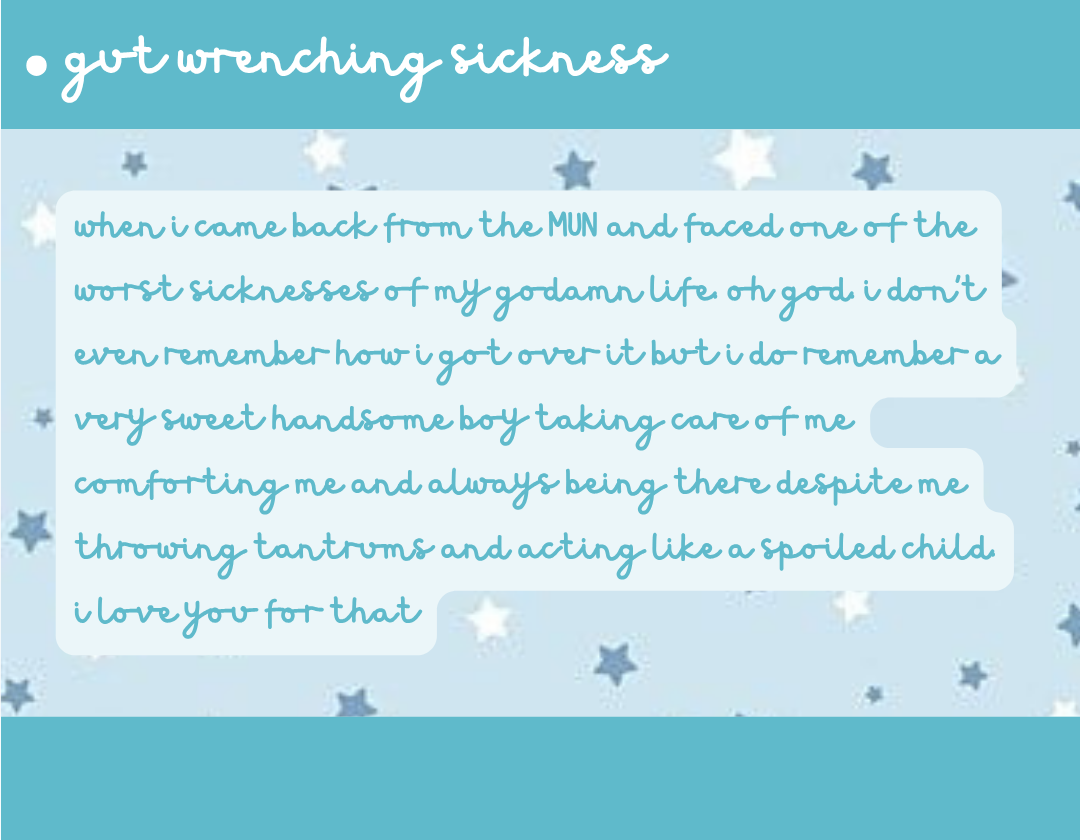 • gut wrenching sickness
when i came back from the MUN and faced one of the
worst sicknesses of my godamn life. oh god. i don't
even remember how i got over it but i do remember a
very sweet handsome boy taking care of me
comforting me and always being there despite me
throwing tantrums and acting like a spoiled child.
i love you for that